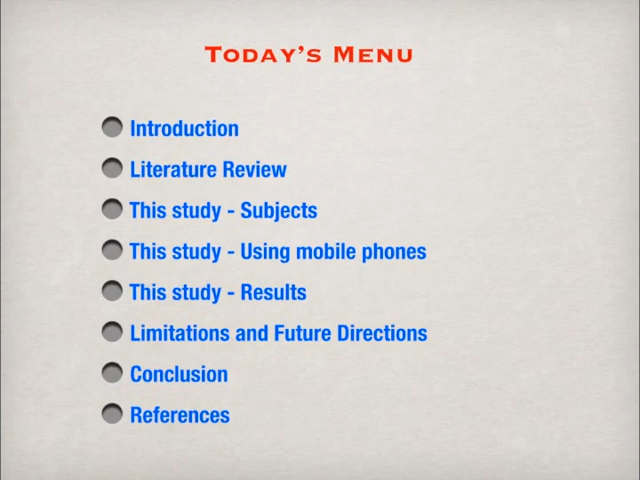 Today's Menu
Introduction
Literature Review
This study - Subjects
This study - Using mobile phones
This study - Results
Limitations and Future Directions
Conclusion
References